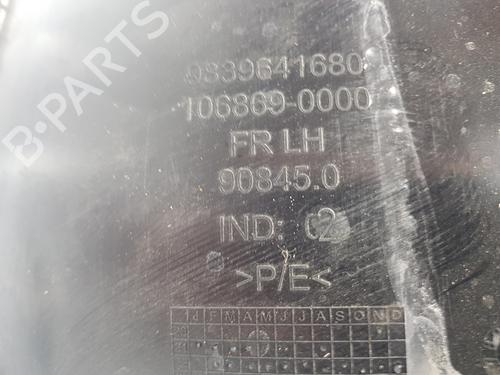 9839641680
106869-0000
FR LH
90845.0
IND: 02
>P/E<
J F M A M J J A S O N D
B-PARTS